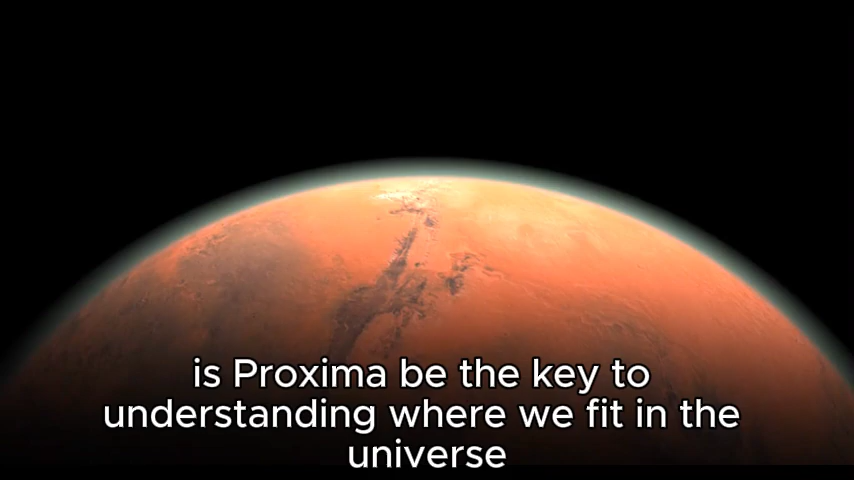 is Proxima be the key to
understanding where we fit in the
universe